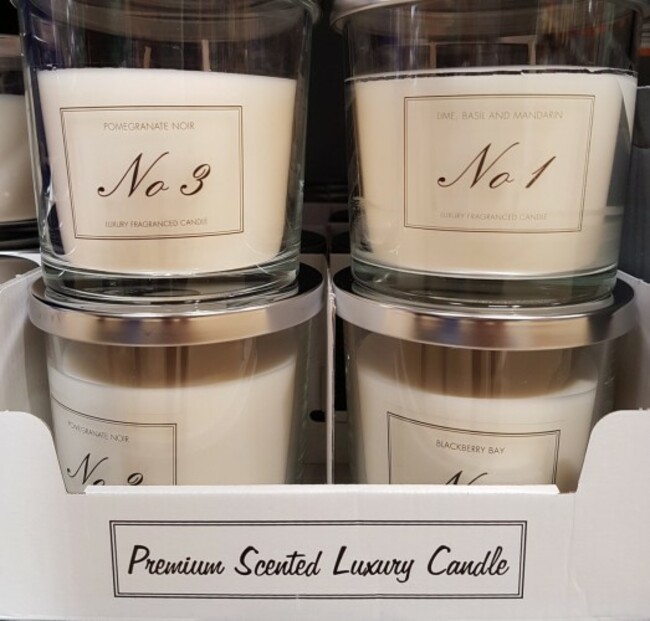 POMEGRANATE NOIR
No 3
LUXURY FRAGRANCED CANDLE
LIME, BASIL AND MANDARIN
No 1
LUXURY FRAGRANCED CANDLE
POMEGRANATE NOIR
No
BLACKBERRY BAY
Premium Scented Luxury Candle